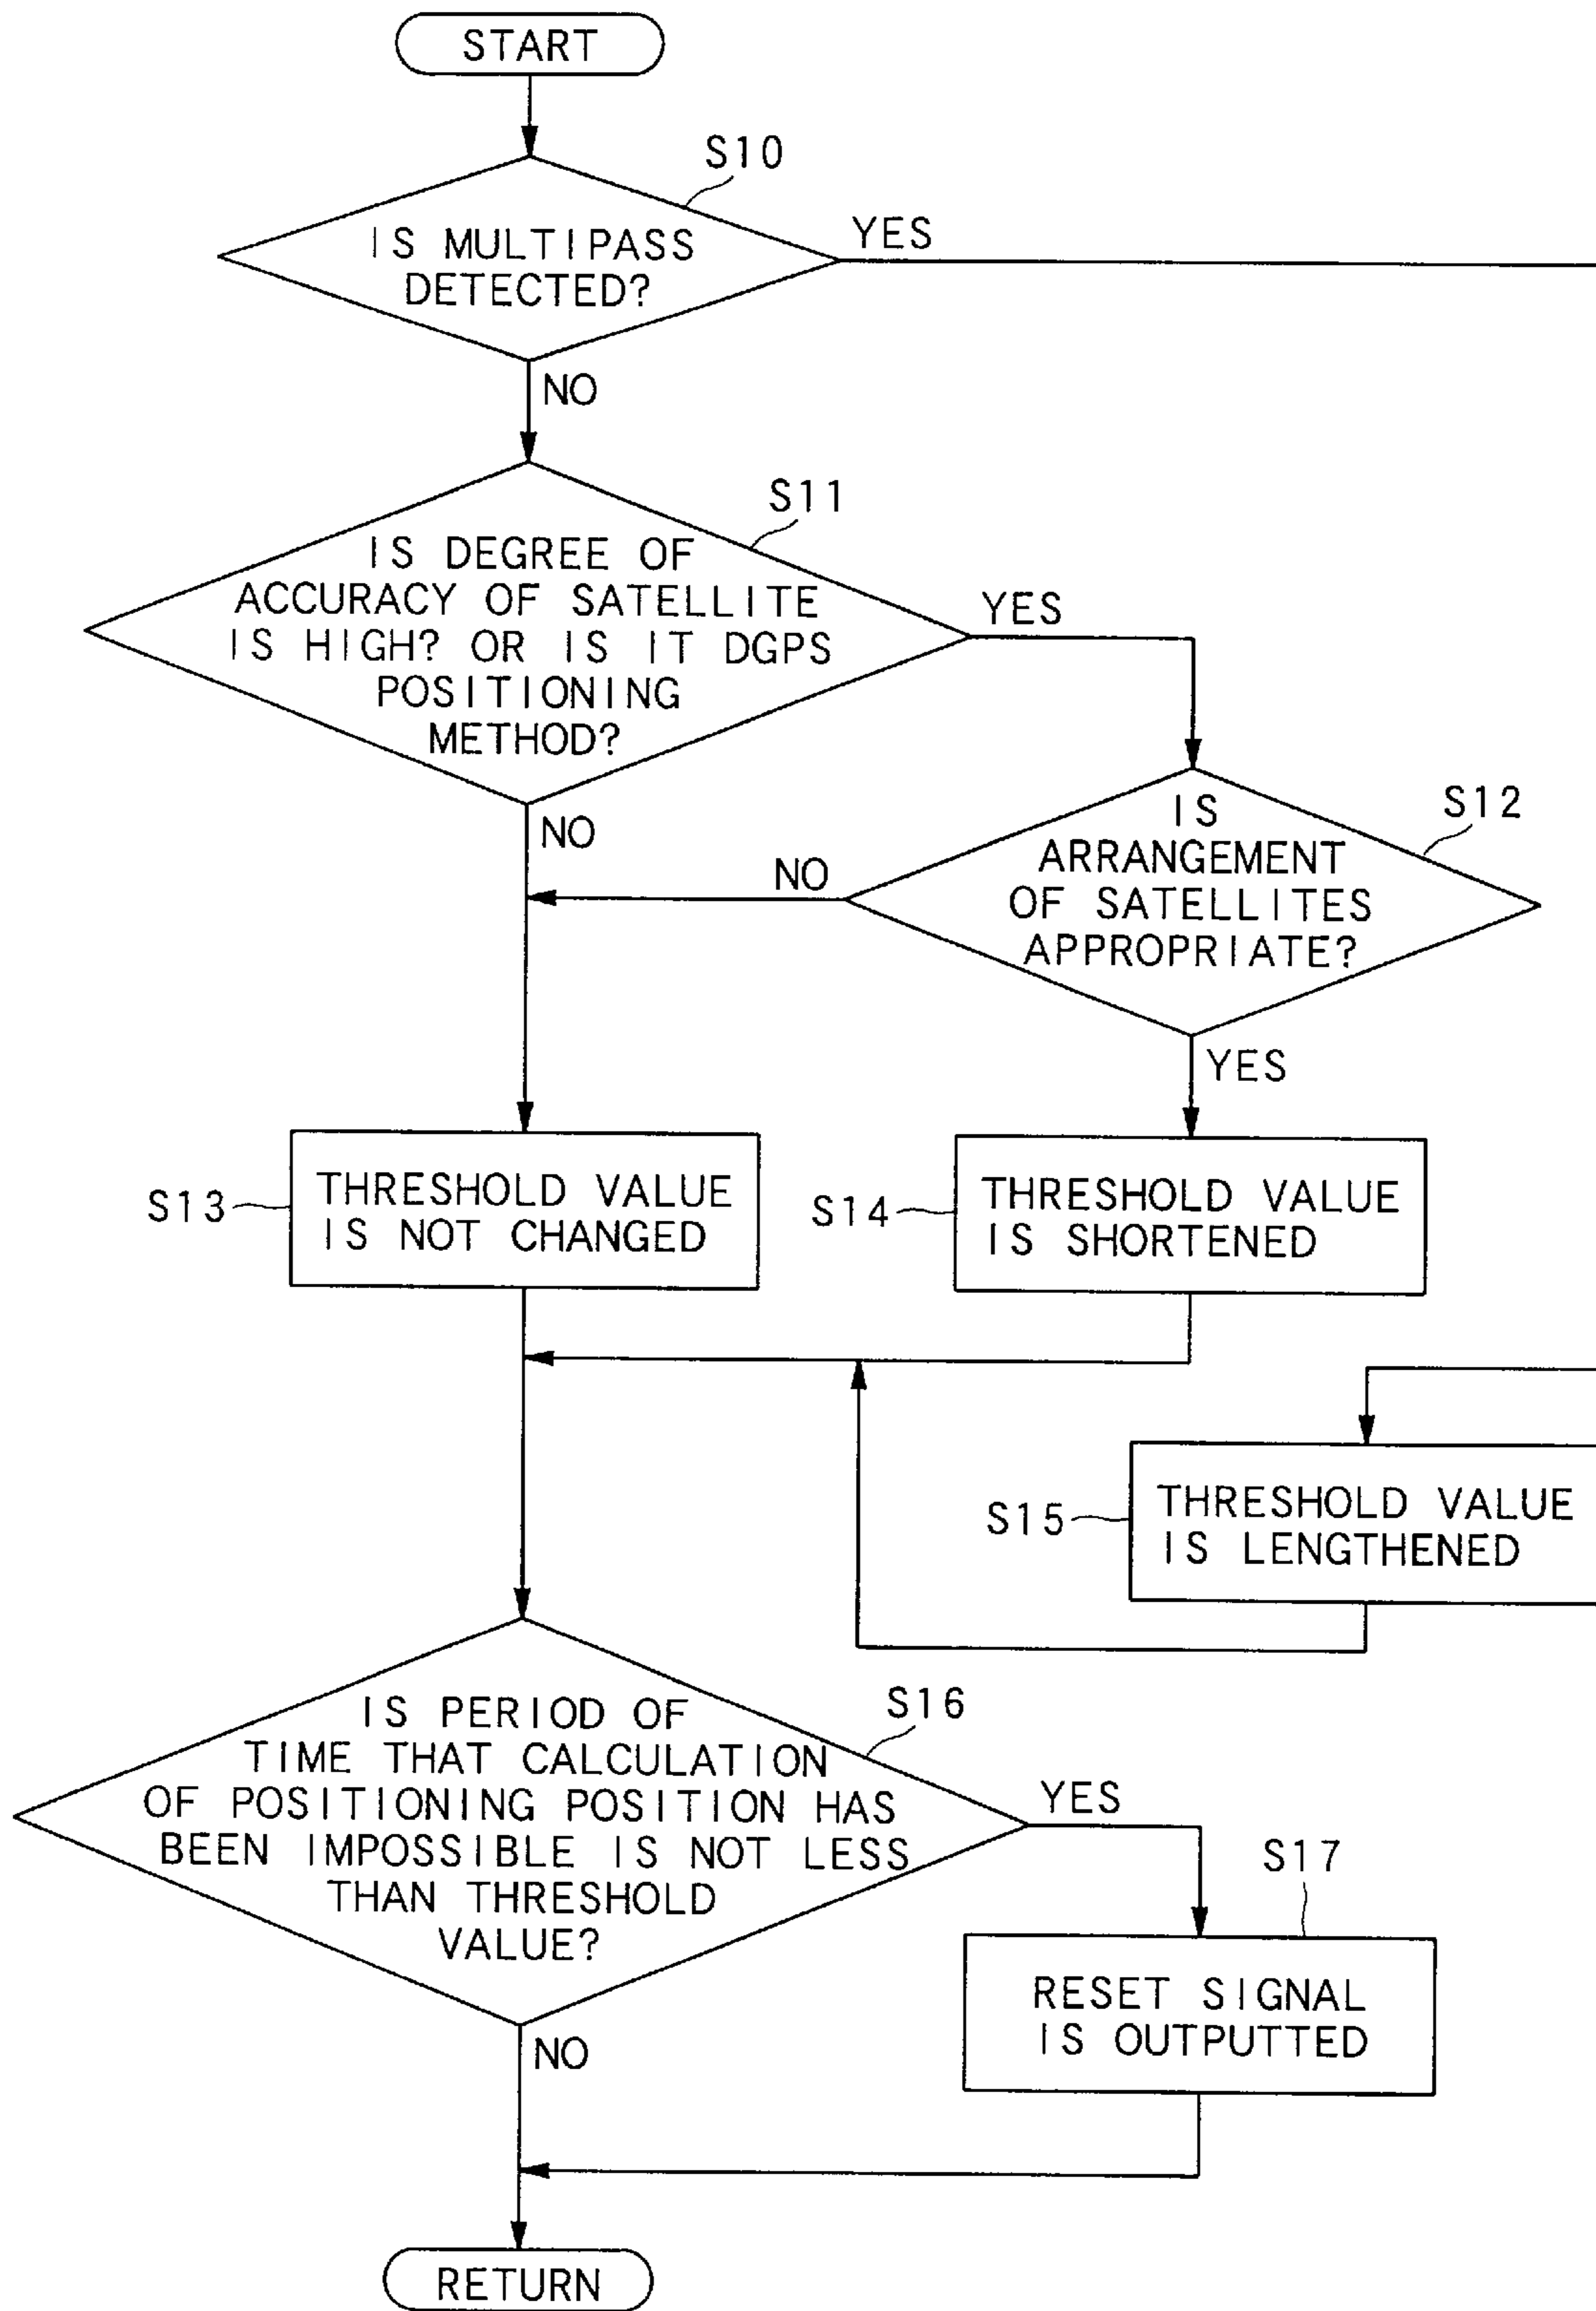 START
S10
IS MULTIPASS
DETECTED?
YES
NO
S11
IS DEGREE OF
ACCURACY OF SATELLITE
IS HIGH? OR IS IT DGPS
POSITIONING
METHOD?
YES
NO
S12
IS
ARRANGEMENT
OF SATELLITES
APPROPRIATE?
NO
YES
S13
THRESHOLD VALUE
IS NOT CHANGED
S14
THRESHOLD VALUE
IS SHORTENED
S15
THRESHOLD VALUE
IS LENGTHENED
S16
IS PERIOD OF
TIME THAT CALCULATION
OF POSITIONING POSITION HAS
BEEN IMPOSSIBLE IS NOT LESS
THAN THRESHOLD
VALUE?
YES
NO
S17
RESET SIGNAL
IS OUTPUTTED
RETURN